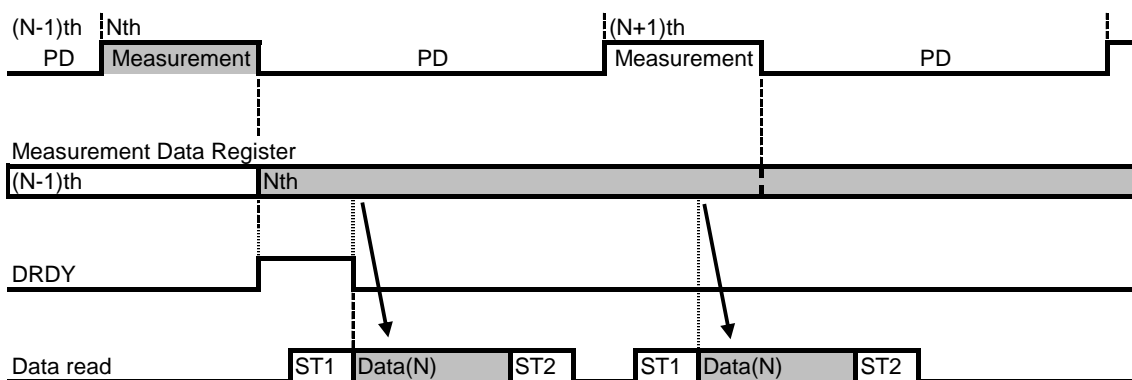 (N-1)th Nth (N+1)th
PD Measurement PD Measurement PD
Measurement Data Register
(N-1)th Nth
DRDY
Data read ST1 Data(N) ST2 ST1 Data(N) ST2